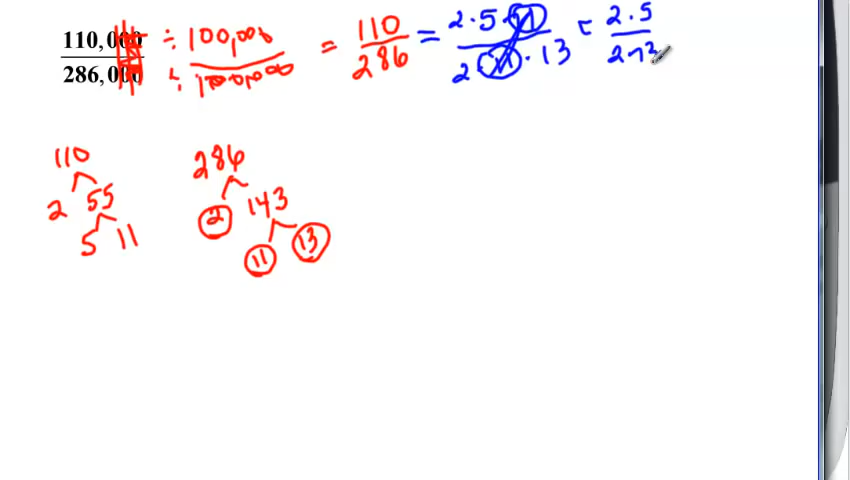 110,000 ÷ 100,000 = 110 = 2 · 5 · 11 = 2 · 5
286,000 ÷ 100,000 286 2 · 11 · 13 2 · 13
110 286
2 55 2 143
5 11 11 13